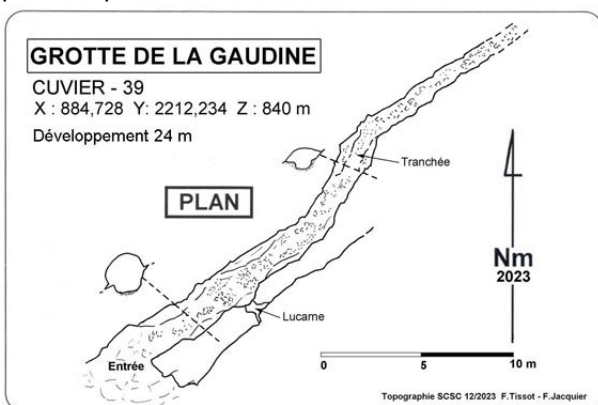 GROTTE DE LA GAUDINE
CUVIER - 39
X : 884,728 Y: 2212,234 Z : 840 m
Développement 24 m
Tranchée
PLAN
Nm
2023
Lucarne
Entrée
0 5 10 m
Topographie SCSC 12/2023 F.Tissot - F.Jacquier